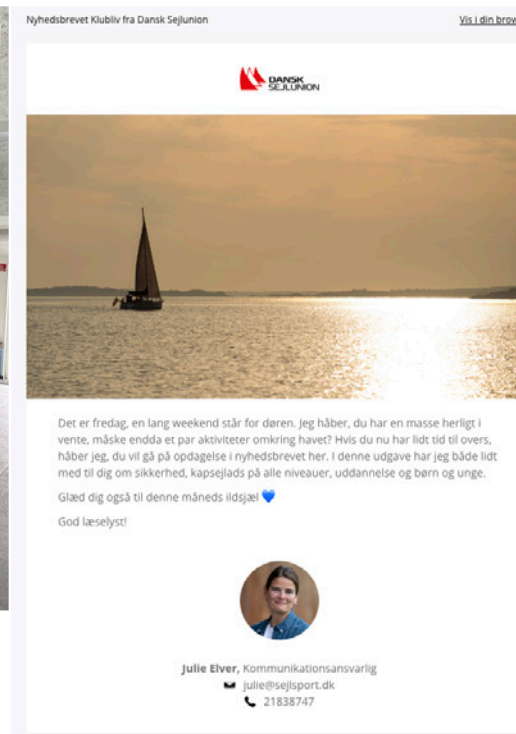 Nyhedsbrevet Klubliv fra Dansk Sejlunion
Vis i din brow
DANSK
SEJLUNION
Det er fredag, en lang weekend står for døren. Jeg håber, du har en masse herligt i
vente, måske endda et par aktiviteter omkring havet? Hvis du nu har lidt tid til overs,
håber jeg, du vil gå på opdagelse i nyhedsbrevet her. I denne udgave har jeg både lidt
med til dig om sikkerhed, kapsejlads på alle niveauer, uddannelse og børn og unge.
Glæd dig også til denne måneds ildsjæl 💙
God læselyst!
Julie Elver, Kommunikationsansvarlig
julie@sejlsport.dk
21838747